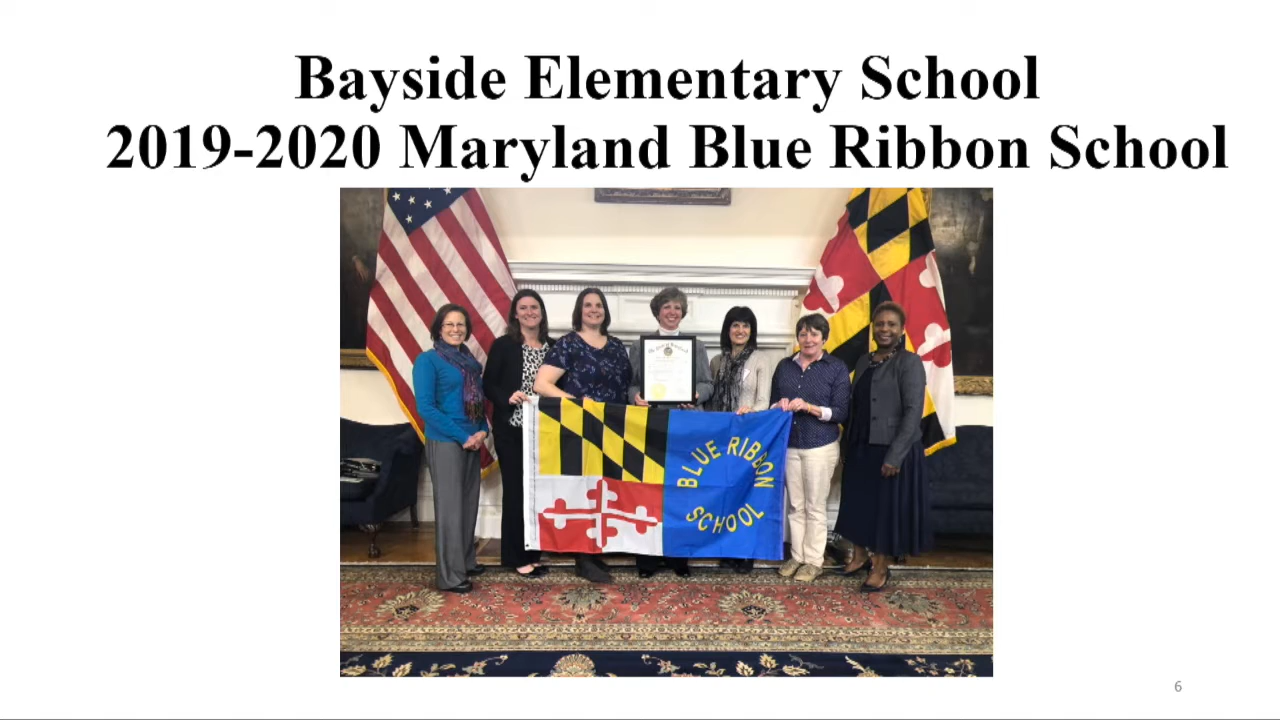 Bayside Elementary School
2019-2020 Maryland Blue Ribbon School
BLUE RIBBON
SCHOOL
6